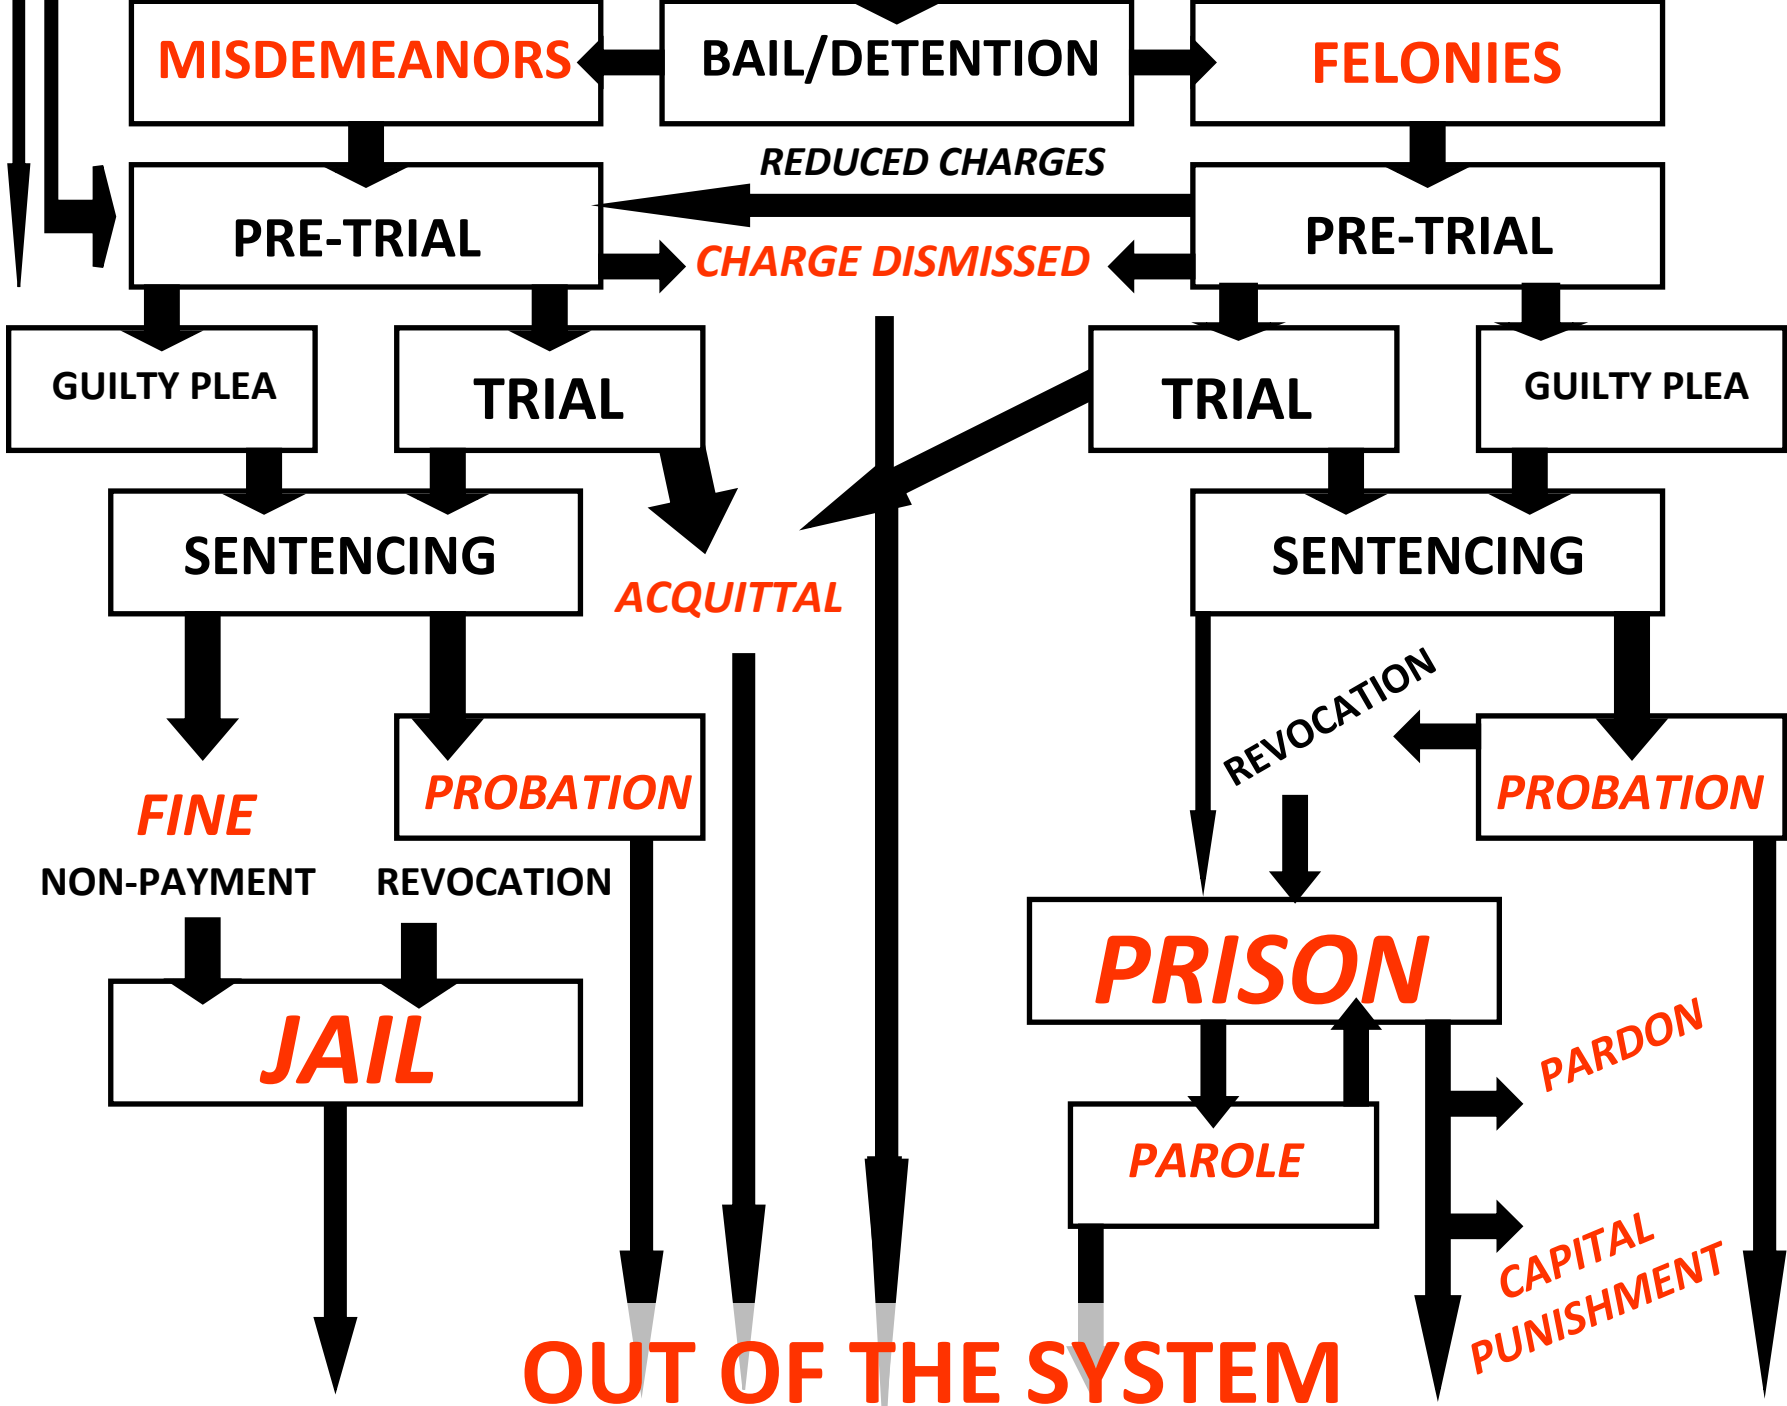 MISDEMEANORS
BAIL/DETENTION
FELONIES
REDUCED CHARGES
PRE-TRIAL
PRE-TRIAL
CHARGE DISMISSED
GUILTY PLEA
TRIAL
TRIAL
GUILTY PLEA
SENTENCING
SENTENCING
ACQUITTAL
REVOCATION
FINE
PROBATION
PROBATION
NON-PAYMENT
REVOCATION
PRISON
JAIL
PARDON
PAROLE
CAPITAL
PUNISHMENT
OUT OF THE SYSTEM